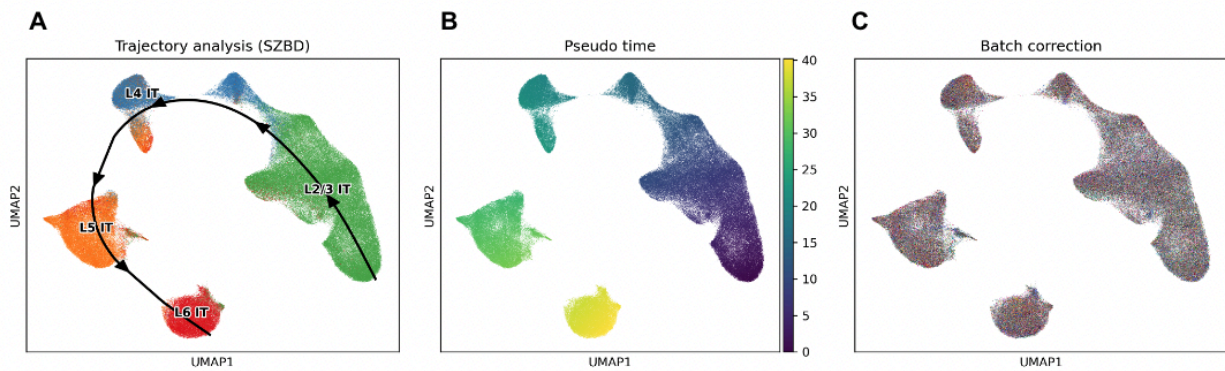 A
B
C
Trajectory analysis (SZBD)
Pseudo time
Batch correction
L4 IT
L2/3 IT
L5 IT
L6 IT
UMAP2
UMAP1
UMAP2
UMAP1
40
35
30
25
20
15
10
5
0
UMAP2
UMAP1